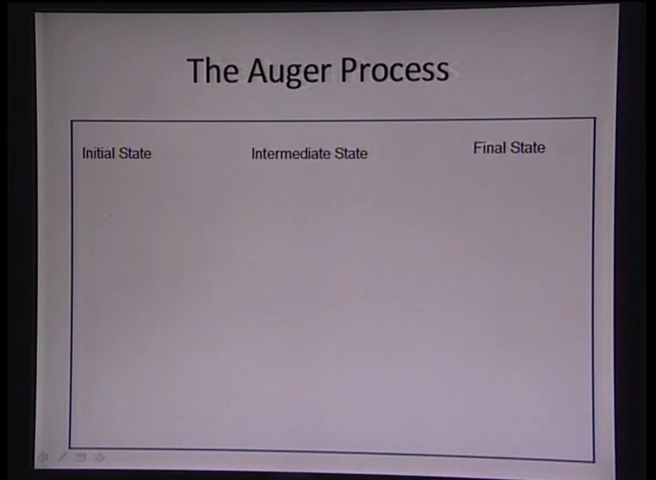 The Auger Process
Initial State
Intermediate State
Final State